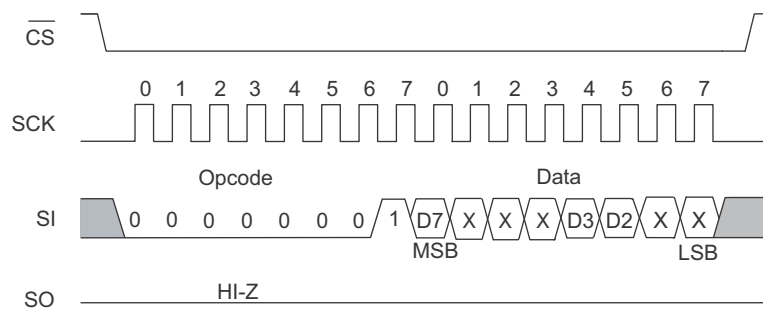 CS
0 1 2 3 4 5 6 7 0 1 2 3 4 5 6 7
SCK
Opcode Data
SI 0 0 0 0 0 0 0 1 D7 X X X D3 D2 X X
MSB LSB
HI-Z
SO